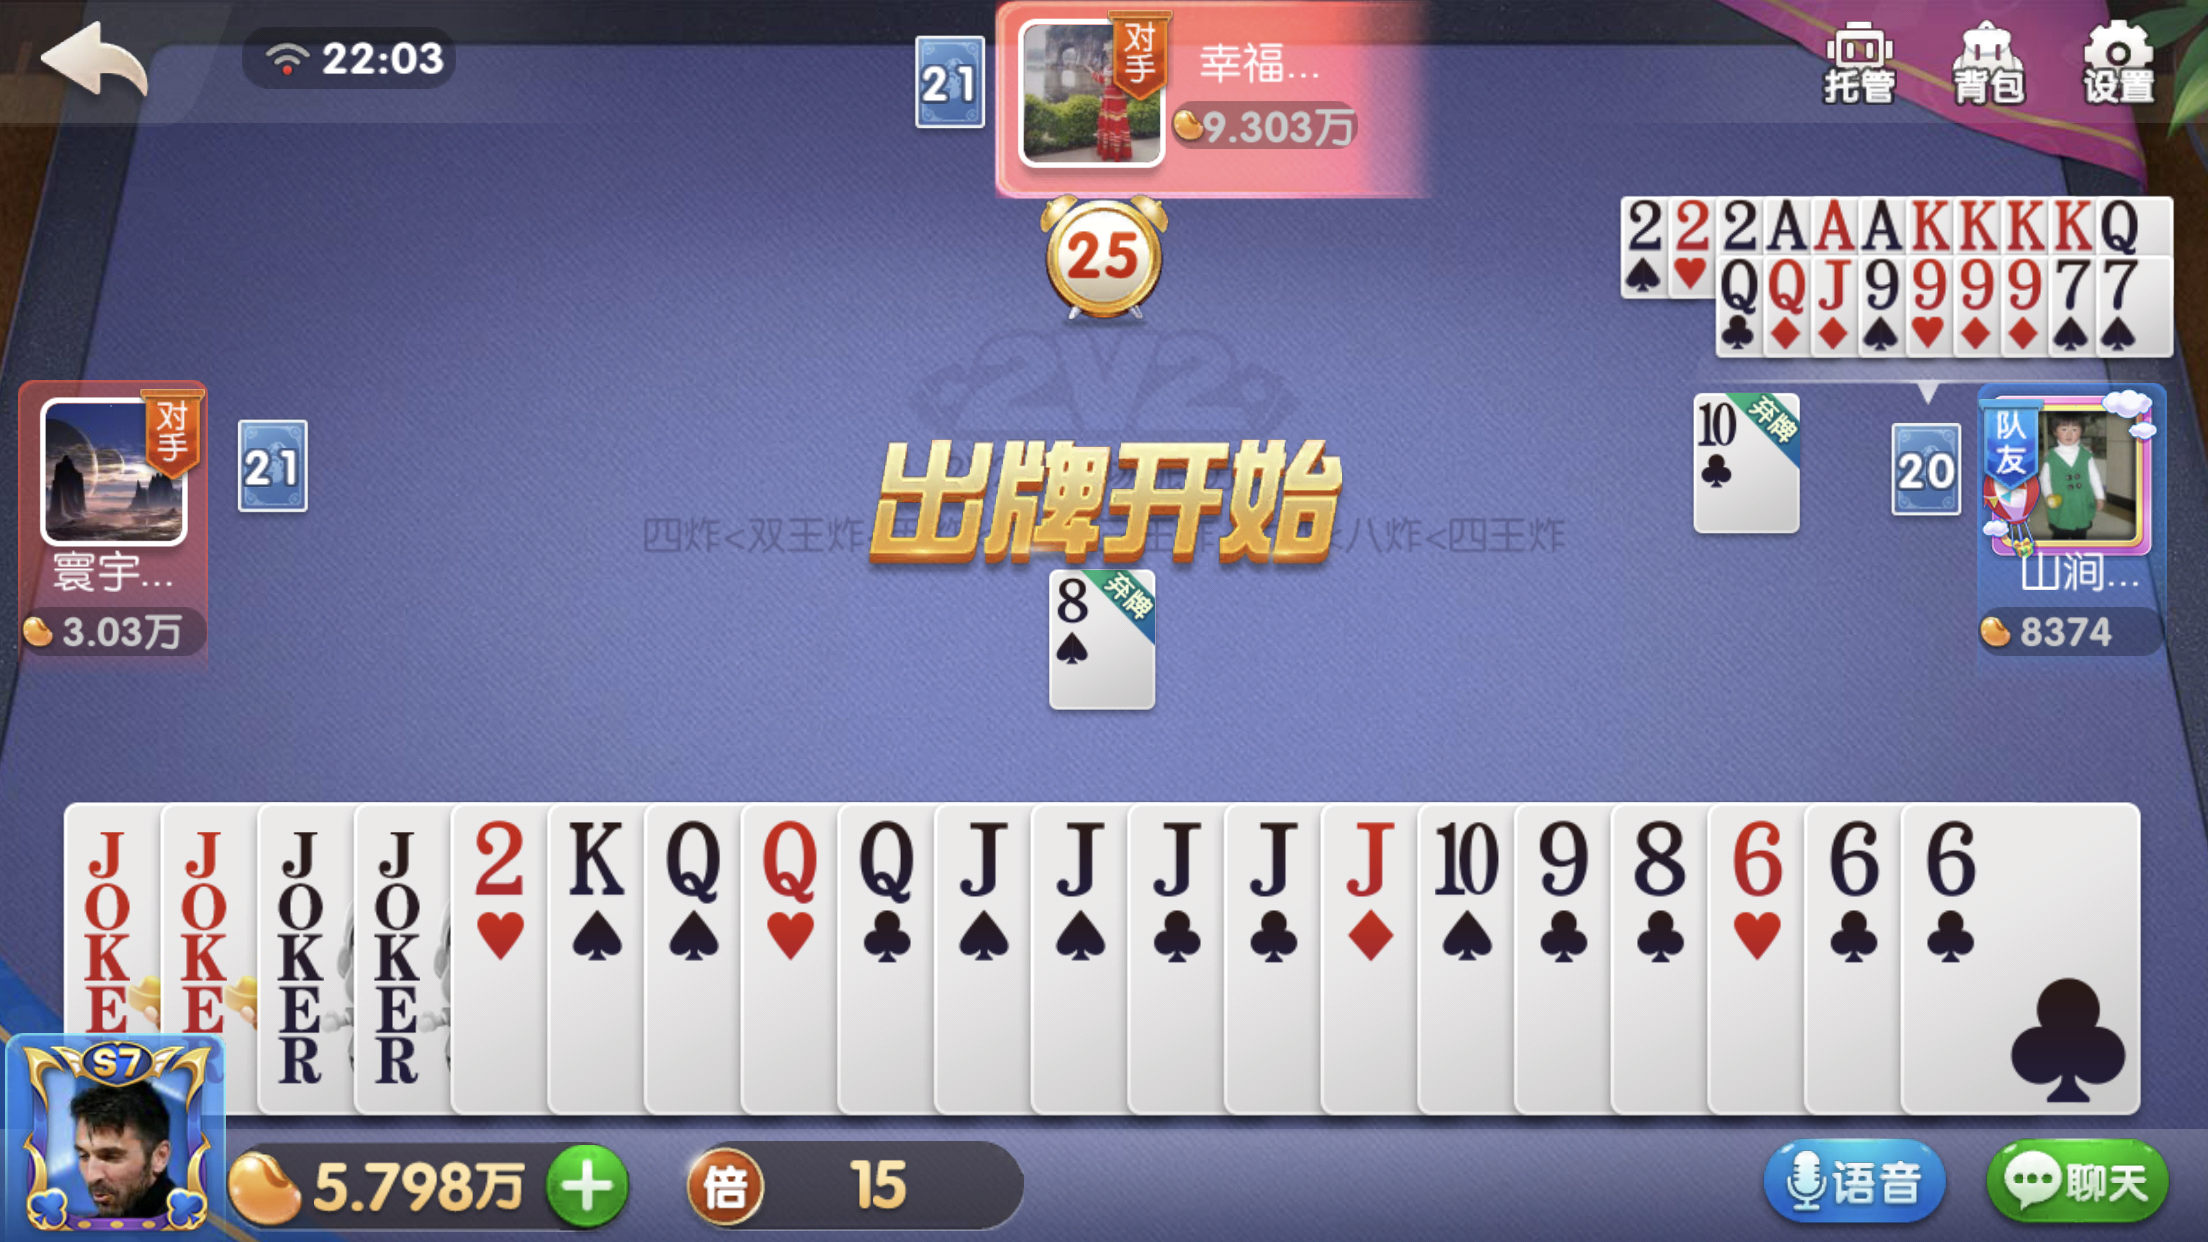 22:03
21
对手
幸福...
9.303万
托管
背包
设置
25
2 2 2 A A A K K K K Q
Q Q J 9 9 9 9 7 7
对手
21
寰宇...
3.03万
2V2
四炸<双王炸
八炸<四王炸
出牌开始
10
弃牌
20
队友
山涧...
8374
8
弃牌
JOKER JOKER JOKER JOKER 2 K Q Q Q J J J J J 10 9 8 6 6 6
S7
5.798万
倍
15
语音
聊天